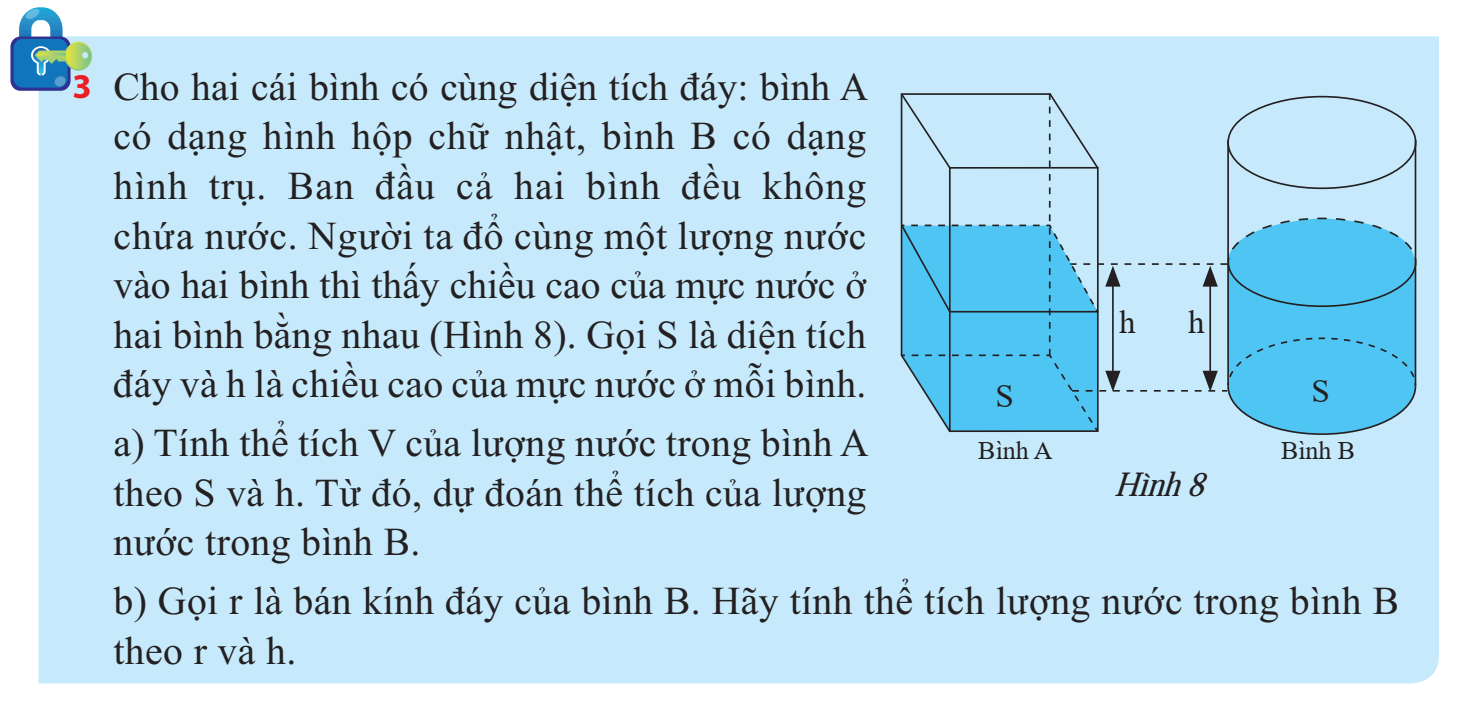 3
Cho hai cái bình có cùng diện tích đáy: bình A
có dạng hình hộp chữ nhật, bình B có dạng
hình trụ. Ban đầu cả hai bình đều không
chứa nước. Người ta đổ cùng một lượng nước
vào hai bình thì thấy chiều cao của mực nước ở
hai bình bằng nhau (Hình 8). Gọi S là diện tích
đáy và h là chiều cao của mực nước ở mỗi bình.
a) Tính thể tích V của lượng nước trong bình A
theo S và h. Từ đó, dự đoán thể tích của lượng
nước trong bình B.
b) Gọi r là bán kính đáy của bình B. Hãy tính thể tích lượng nước trong bình B
theo r và h.
h h
S S
Bình A Bình B
Hình 8